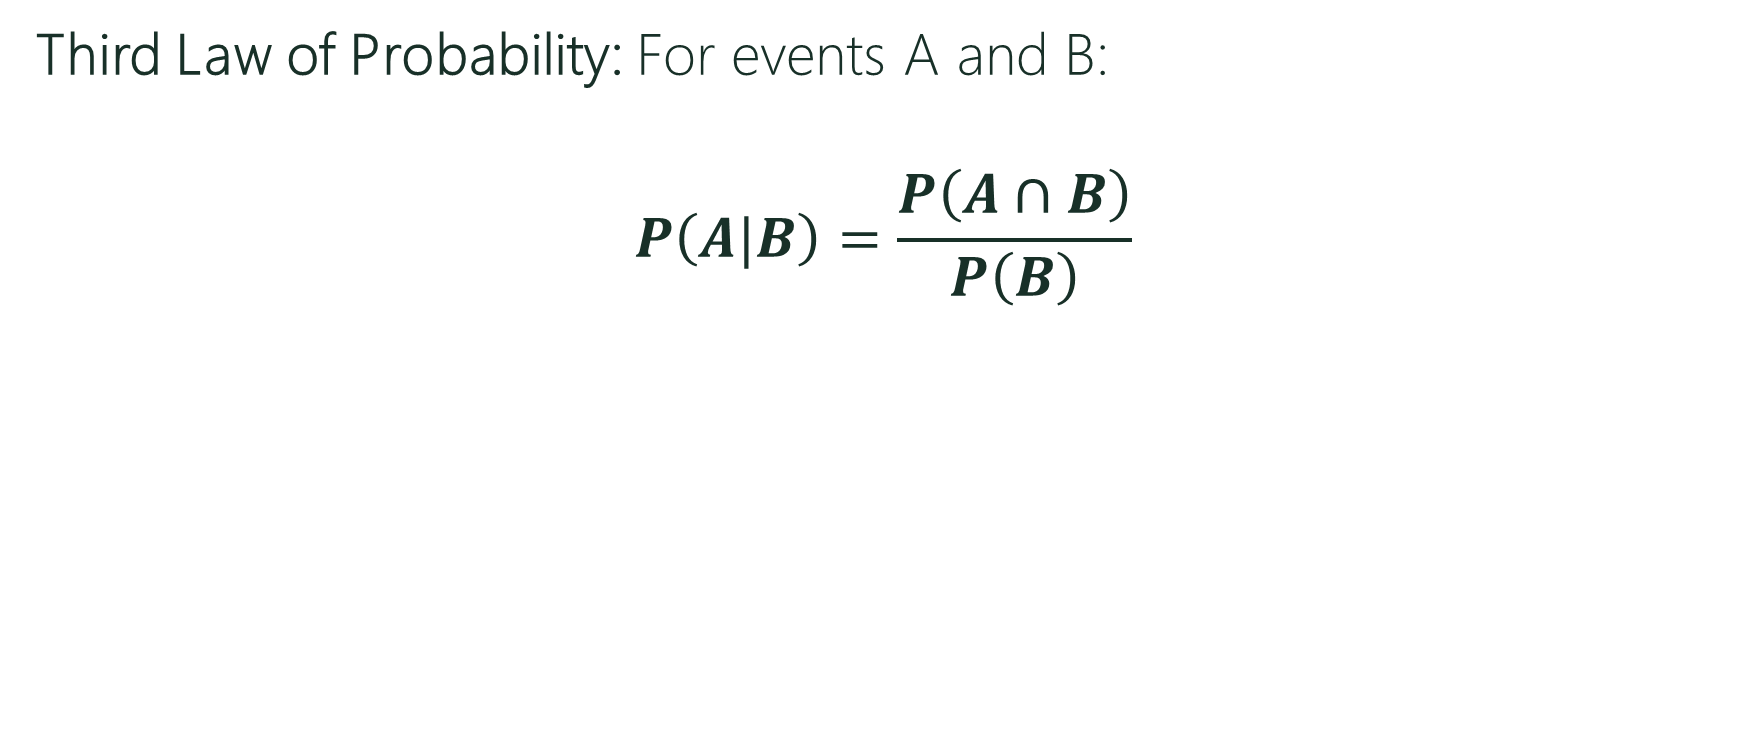 Third Law of Probability: For events A and B:
P(A|B) = P(A ∩ B)
P(B)